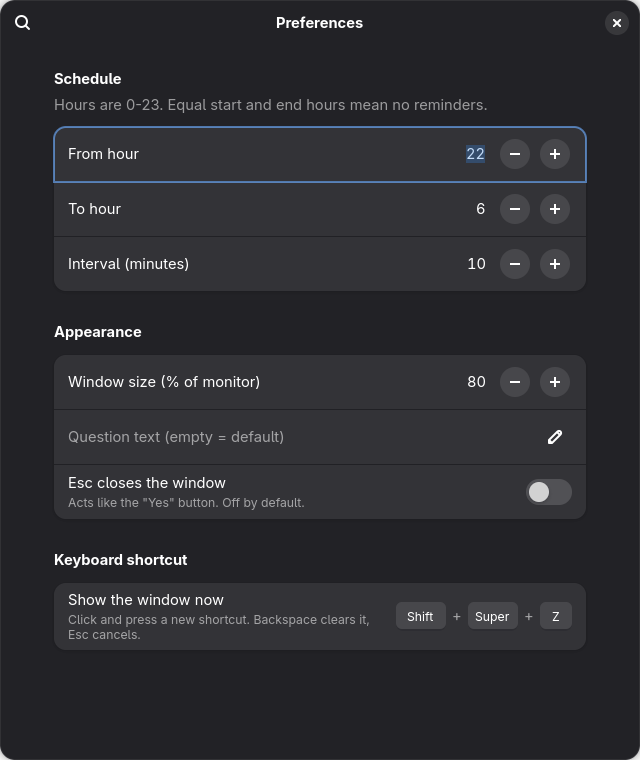 Preferences
Schedule
Hours are 0-23. Equal start and end hours mean no reminders.
From hour 22
To hour 6
Interval (minutes) 10
Appearance
Window size (% of monitor) 80
Question text (empty = default)
Esc closes the window
Acts like the "Yes" button. Off by default.
Keyboard shortcut
Show the window now
Click and press a new shortcut. Backspace clears it,
Esc cancels.
Shift + Super + Z